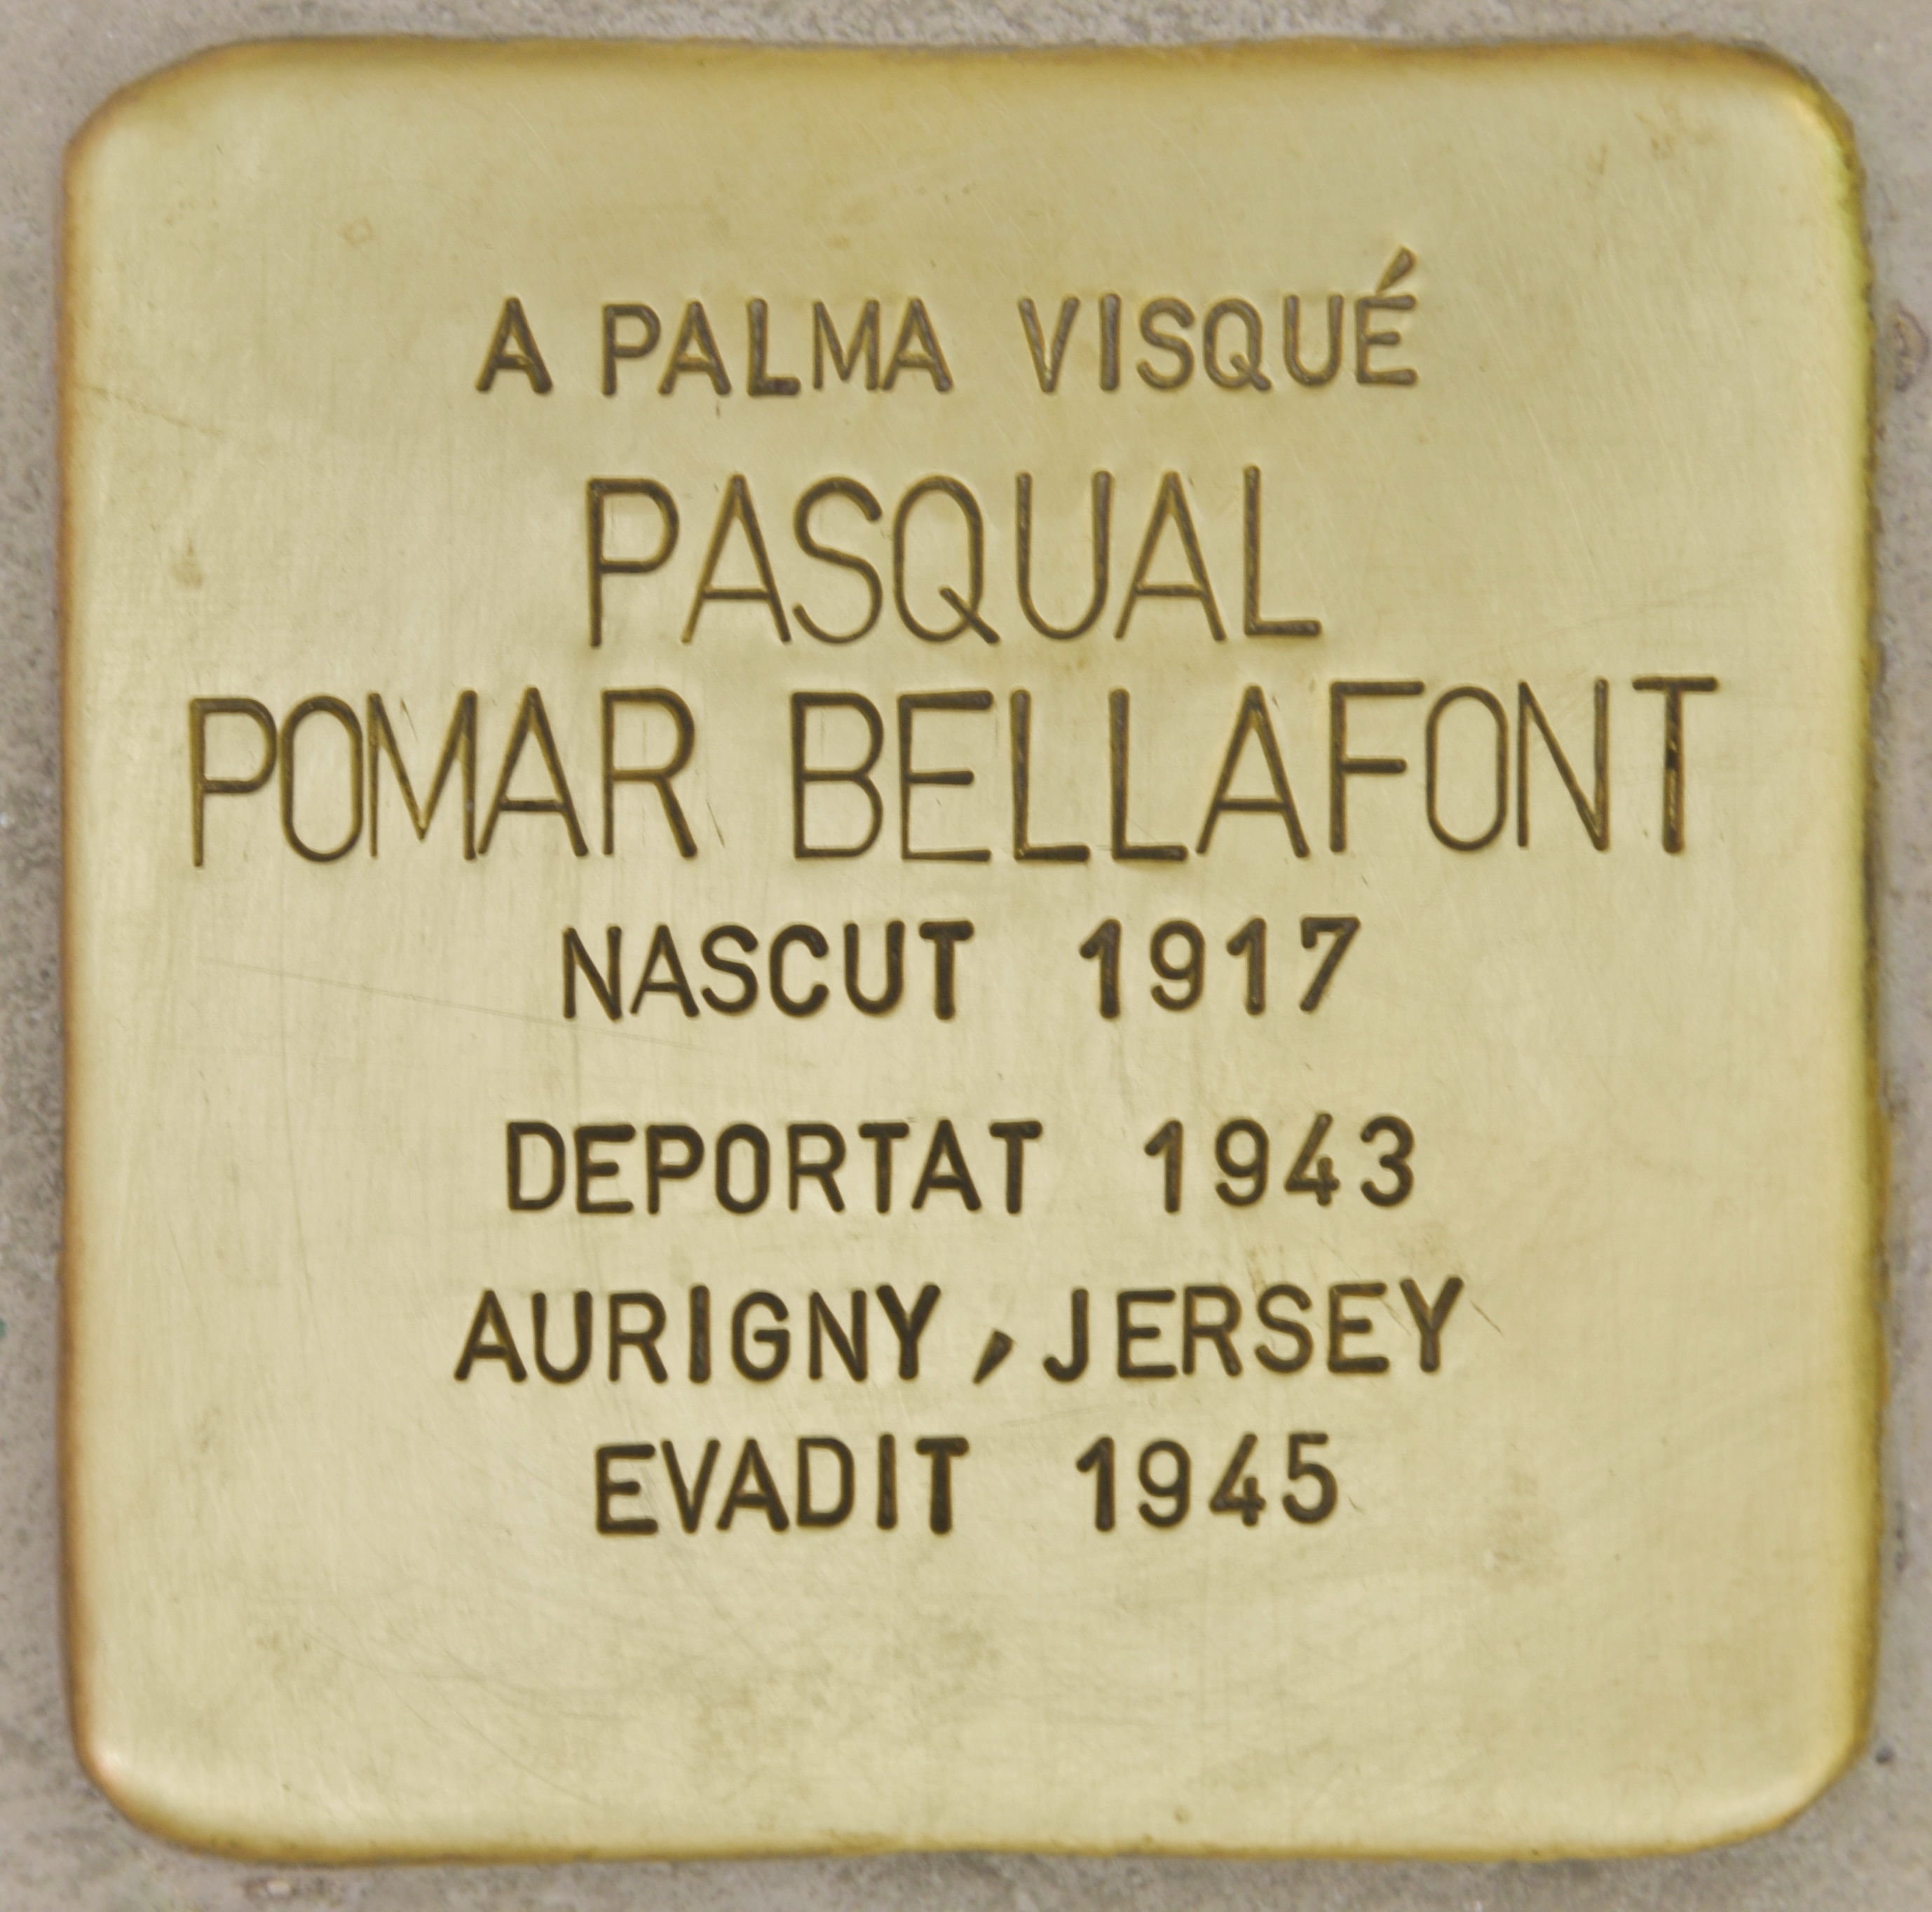 A PALMA VISQUÉ
PASQUAL
POMAR BELLAFONT
NASCUT 1917
DEPORTAT 1943
AURIGNY, JERSEY
EVADIT 1945